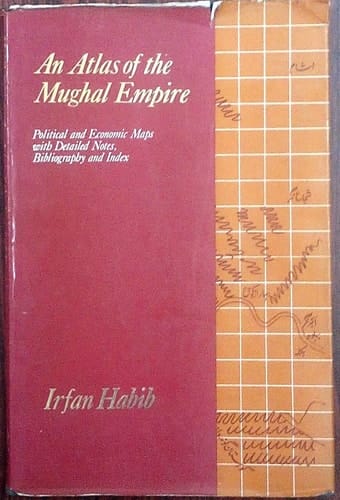 An Atlas of the
Mughal Empire
Political and Economic Maps
with Detailed Notes,
Bibliography and Index
Irfan Habib